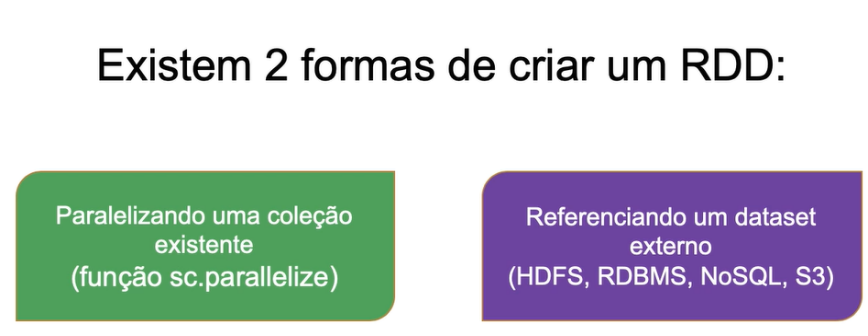 Existem 2 formas de criar um RDD:
Paralelizando uma coleção
existente
(função sc.parallelize)
Referenciando um dataset
externo
(HDFS, RDBMS, NoSQL, S3)